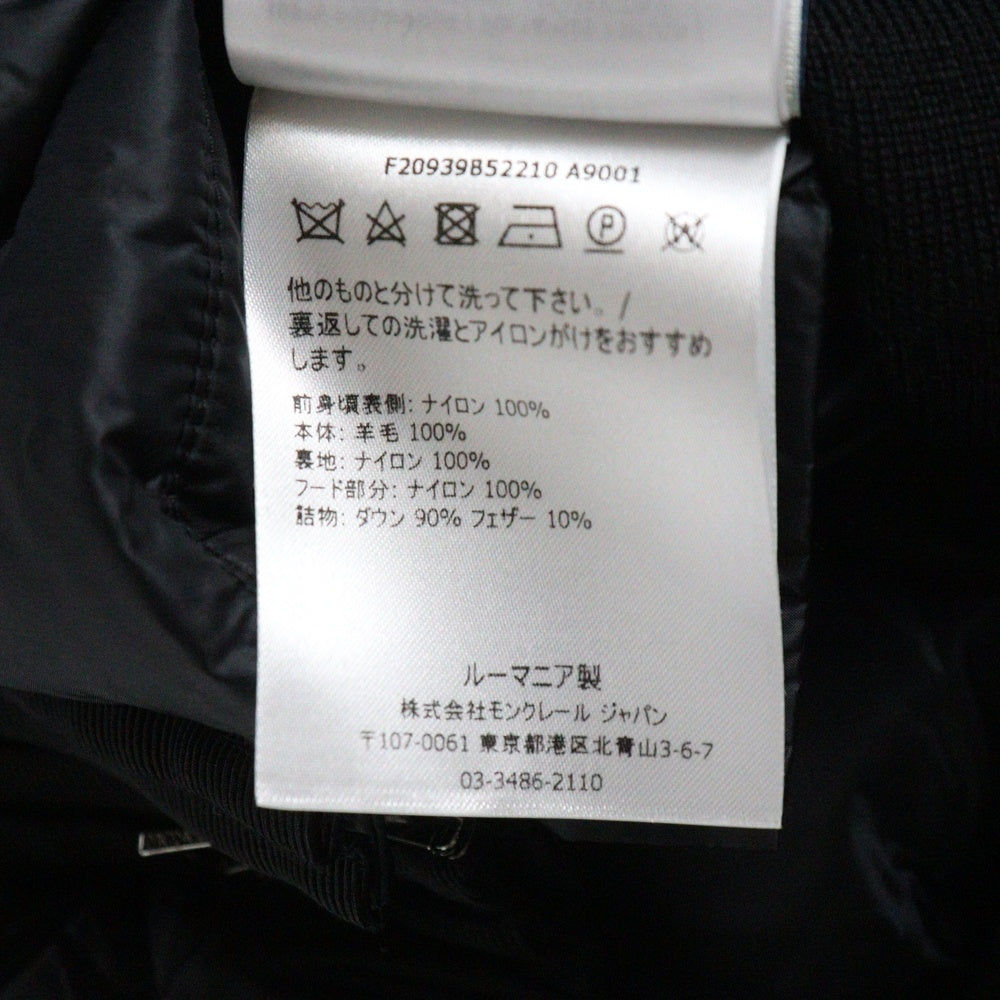 F20939B52210 A9001
P
W
他のものと分けて洗って下さい。/
裏返しての洗濯とアイロンがけをおすすめ
します。
前身頃表側: ナイロン 100%
本体: 羊毛 100%
裏地: ナイロン 100%
フード部分: ナイロン 100%
詰物: ダウン 90% フェザー 10%
ルーマニア製
株式会社モンクレール ジャパン
〒107-0061 東京都港区北青山3-6-7
03-3486-2110